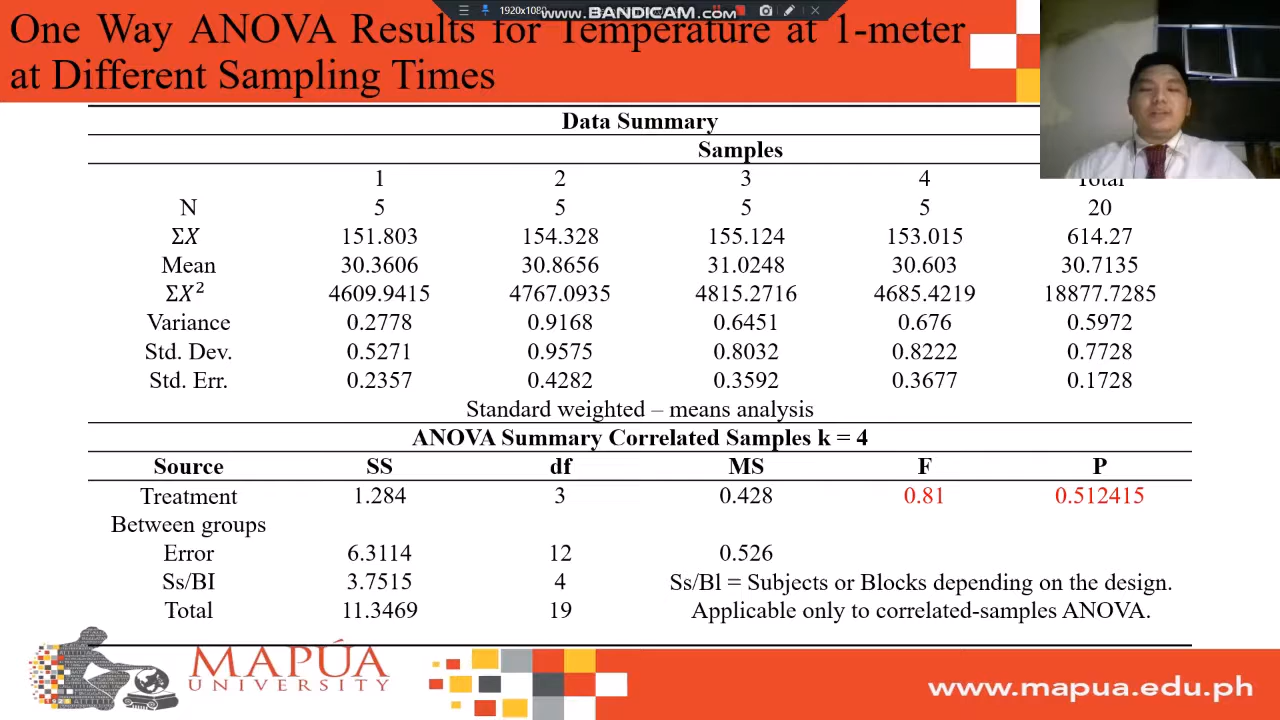 1920x1080
www.BANDICAM.com
One Way ANOVA Results for Temperature at 1-meter
at Different Sampling Times
Data Summary
Samples
1 2 3 4 Total
N 5 5 5 5 20
ΣX 151.803 154.328 155.124 153.015 614.27
Mean 30.3606 30.8656 31.0248 30.603 30.7135
ΣX² 4609.9415 4767.0935 4815.2716 4685.4219 18877.7285
Variance 0.2778 0.9168 0.6451 0.676 0.5972
Std. Dev. 0.5271 0.9575 0.8032 0.8222 0.7728
Std. Err. 0.2357 0.4282 0.3592 0.3677 0.1728
Standard weighted – means analysis
ANOVA Summary Correlated Samples k = 4
Source SS df MS F P
Treatment 1.284 3 0.428 0.81 0.512415
Between groups
Error 6.3114 12 0.526
Ss/BI 3.7515 4 Ss/Bl = Subjects or Blocks depending on the design.
Total 11.3469 19 Applicable only to correlated-samples ANOVA.
MAPÚA
UNIVERSITY
www.mapua.edu.ph